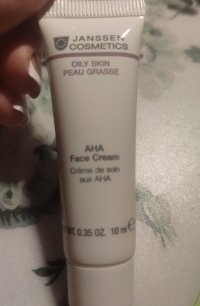 JANSSEN
COSMETICS
OILY SKIN
PEAU GRASSE
AHA
Face Cream
Crème de soin
aux AHA
WT. 0.35 OZ. 10 ml e